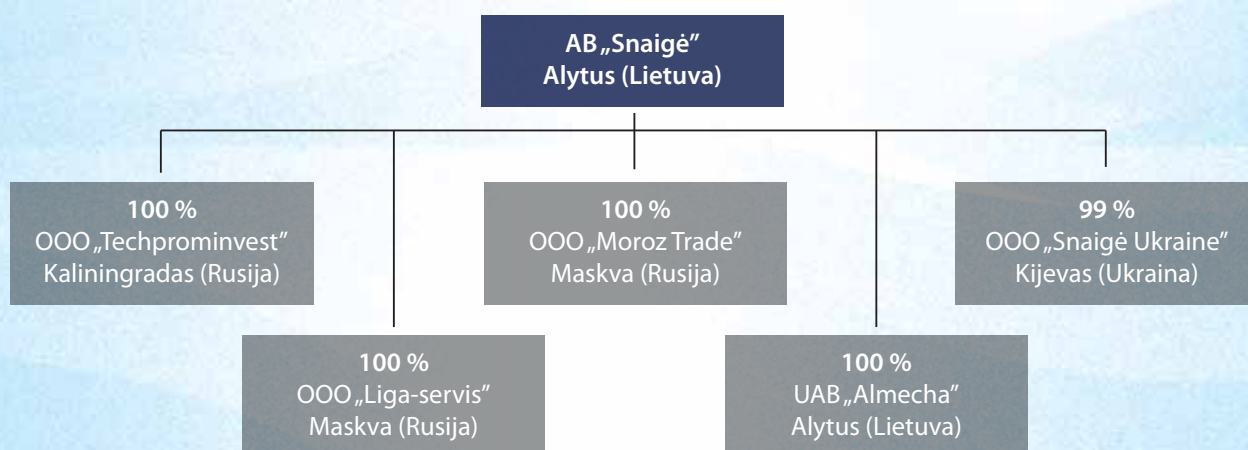 AB „Snaigė”
Alytus (Lietuva)
100 %
OOO „Techprominvest”
Kaliningradas (Rusija)
100 %
OOO „Moroz Trade”
Maskva (Rusija)
99 %
OOO „Snaigė Ukraine”
Kijevas (Ukraina)
100 %
OOO „Liga-servis”
Maskva (Rusija)
100 %
UAB „Almecha”
Alytus (Lietuva)